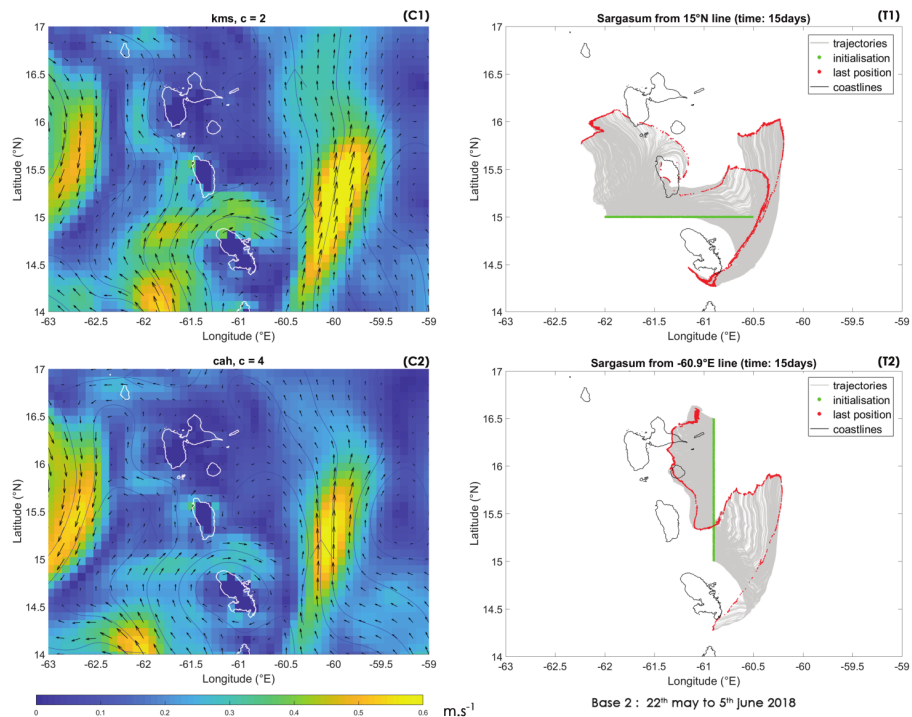 kms, c = 2
(C1)
17
16.5
16
15.5
15
14.5
14
Latitude (°N)
-63
-62.5
-62
-61.5
-61
-60.5
-60
-59.5
-59
Longitude (°E)
Sargasum from 15°N line (time: 15days)
(T1)
trajectories
initialisation
last position
coastlines
17
16.5
16
15.5
15
14.5
14
Latitude (°N)
-63
-62.5
-62
-61.5
-61
-60.5
-60
-59.5
-59
Longitude (°E)
cah, c = 4
(C2)
17
16.5
16
15.5
15
14.5
14
Latitude (°N)
-63
-62.5
-62
-61.5
-61
-60.5
-60
-59.5
-59
Longitude (°E)
Sargasum from -60.9°E line (time: 15days)
(T2)
trajectories
initialisation
last position
coastlines
17
16.5
16
15.5
15
14.5
14
Latitude (°N)
-63
-62.5
-62
-61.5
-61
-60.5
-60
-59.5
-59
Longitude (°E)
0
0.1
0.2
0.3
0.4
0.5
0.6
m.s⁻¹
Base 2 : 22th may to 5th june 2018